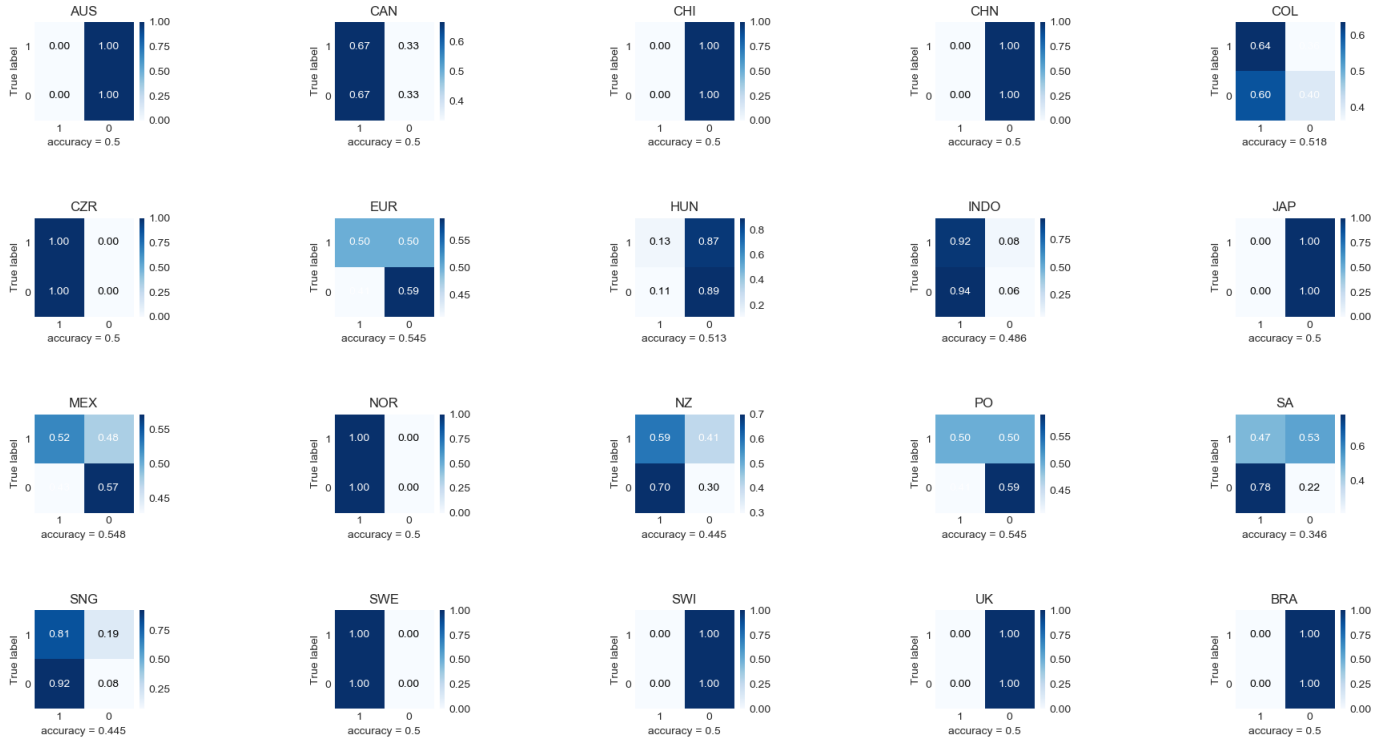 AUS
True label
1 0.00 1.00
0 0.00 1.00
1 0
accuracy = 0.5
1.00
0.75
0.50
0.25
0.00
CAN
True label
1 0.67 0.33
0 0.67 0.33
1 0
accuracy = 0.5
0.6
0.5
0.4
CHI
True label
1 0.00 1.00
0 0.00 1.00
1 0
accuracy = 0.5
1.00
0.75
0.50
0.25
0.00
CHN
True label
1 0.00 1.00
0 0.00 1.00
1 0
accuracy = 0.5
1.00
0.75
0.50
0.25
0.00
COL
True label
1 0.64
0 0.60 0.40
1 0
accuracy = 0.518
0.6
0.5
0.4
CZR
True label
1 1.00 0.00
0 1.00 0.00
1 0
accuracy = 0.5
1.00
0.75
0.50
0.25
0.00
EUR
True label
1 0.50 0.50
0 0.59
1 0
accuracy = 0.545
0.55
0.50
0.45
HUN
True label
1 0.13 0.87
0 0.11 0.89
1 0
accuracy = 0.513
0.8
0.6
0.4
0.2
INDO
True label
1 0.92 0.08
0 0.94 0.06
1 0
accuracy = 0.486
0.75
0.50
0.25
JAP
True label
1 0.00 1.00
0 0.00 1.00
1 0
accuracy = 0.5
1.00
0.75
0.50
0.25
0.00
MEX
True label
1 0.52 0.48
0 0.57
1 0
accuracy = 0.548
0.55
0.50
0.45
NOR
True label
1 1.00 0.00
0 1.00 0.00
1 0
accuracy = 0.5
1.00
0.75
0.50
0.25
0.00
NZ
True label
1 0.59 0.41
0 0.70 0.30
1 0
accuracy = 0.445
0.7
0.6
0.5
0.4
0.3
PO
True label
1 0.50 0.50
0 0.59
1 0
accuracy = 0.545
0.55
0.50
0.45
SA
True label
1 0.47 0.53
0 0.78 0.22
1 0
accuracy = 0.346
0.6
0.4
SNG
True label
1 0.81 0.19
0 0.92 0.08
1 0
accuracy = 0.445
0.75
0.50
0.25
SWE
True label
1 1.00 0.00
0 1.00 0.00
1 0
accuracy = 0.5
1.00
0.75
0.50
0.25
0.00
SWI
True label
1 0.00 1.00
0 0.00 1.00
1 0
accuracy = 0.5
1.00
0.75
0.50
0.25
0.00
UK
True label
1 0.00 1.00
0 0.00 1.00
1 0
accuracy = 0.5
1.00
0.75
0.50
0.25
0.00
BRA
True label
1 0.00 1.00
0 0.00 1.00
1 0
accuracy = 0.5
1.00
0.75
0.50
0.25
0.00